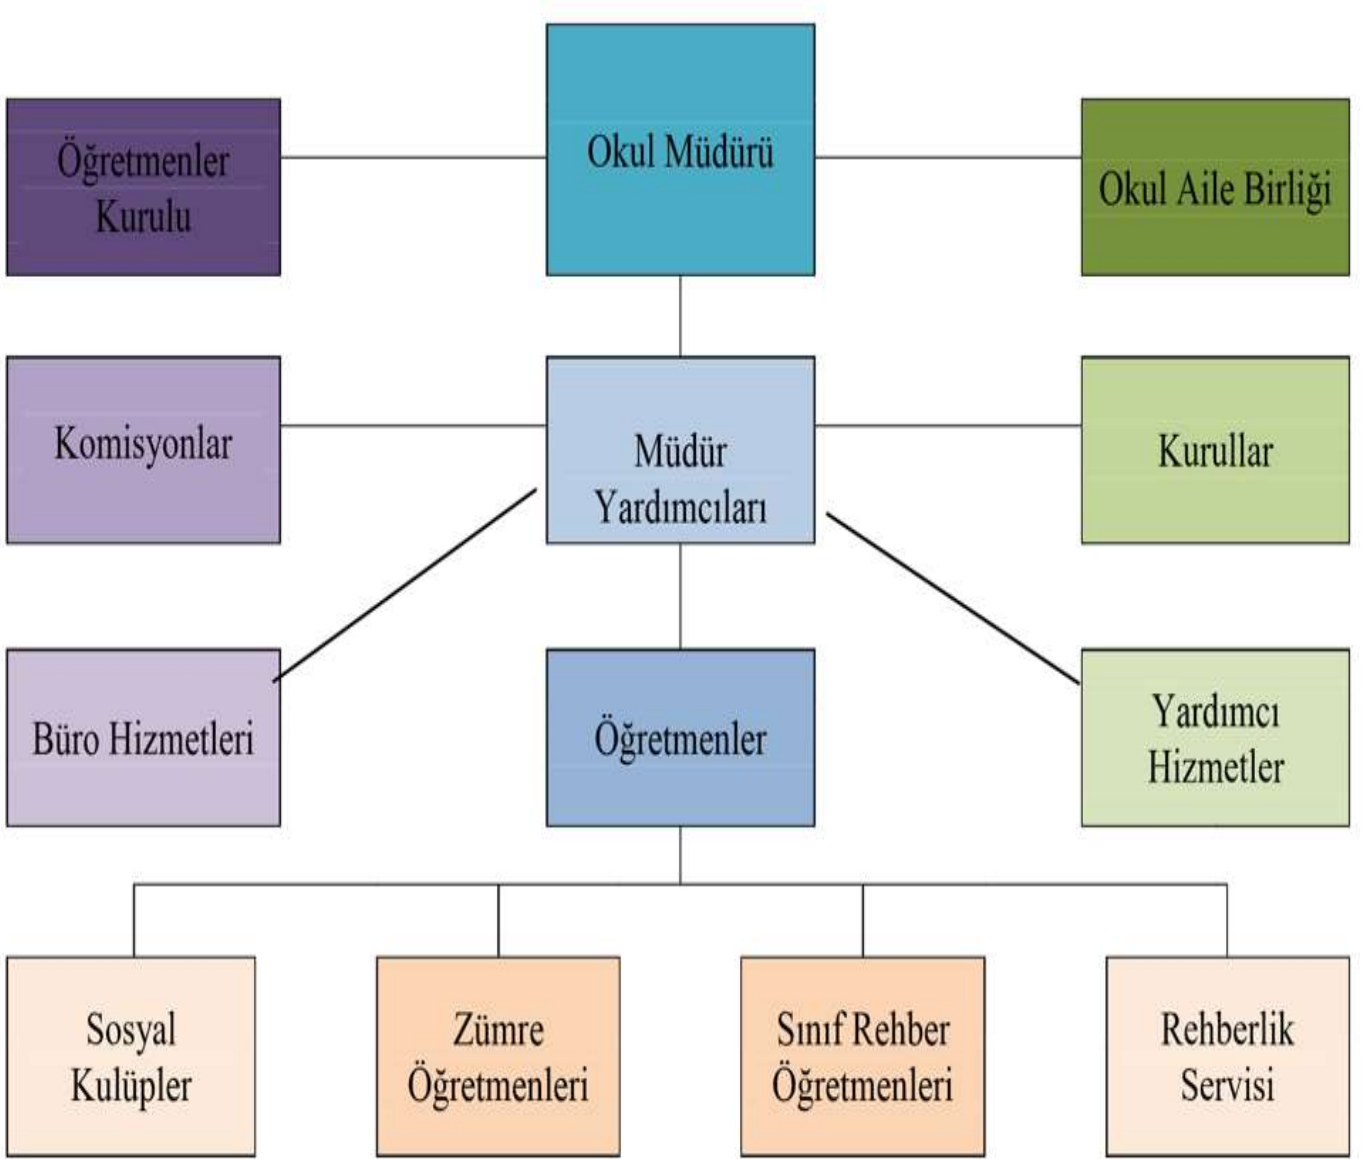 Öğretmenler
Kurulu
Okul Müdürü
Okul Aile Birliği
Komisyonlar
Müdür
Yardımcıları
Kurullar
Büro Hizmetleri
Öğretmenler
Yardımcı
Hizmetler
Sosyal
Kulüpler
Zümre
Öğretmenleri
Sınıf Rehber
Öğretmenleri
Rehberlik
Servisi